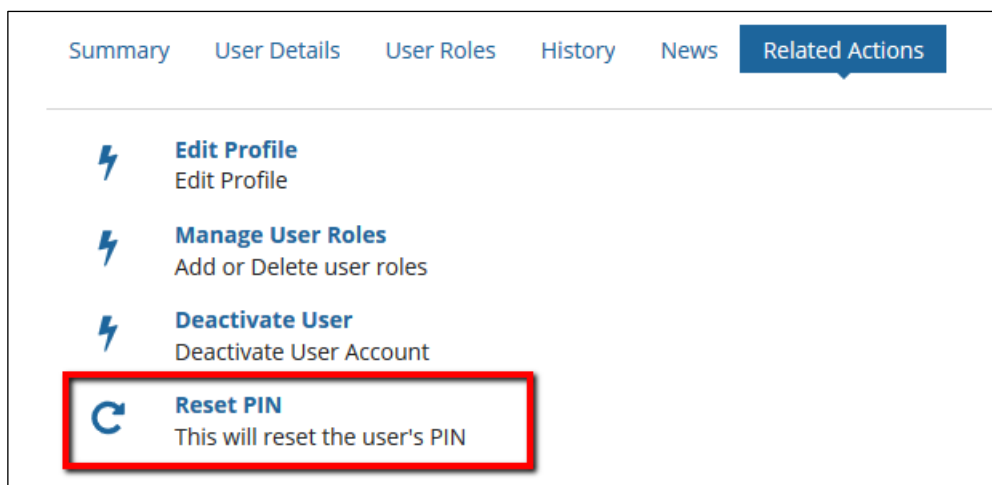 Summary User Details User Roles History News Related Actions
Edit Profile
Edit Profile
Manage User Roles
Add or Delete user roles
Deactivate User
Deactivate User Account
Reset PIN
This will reset the user's PIN